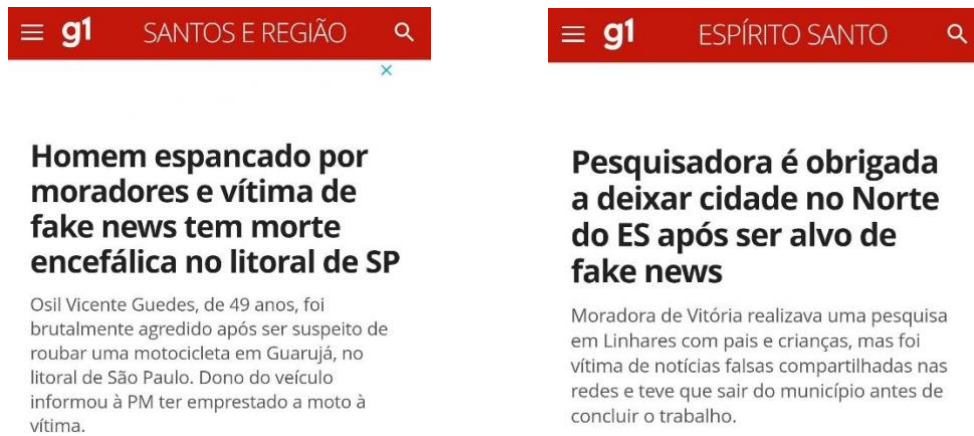 g1 SANTOS E REGIÃO
Homem espancado por
moradores e vítima de
fake news tem morte
encefálica no litoral de SP
Osil Vicente Guedes, de 49 anos, foi
brutalmente agredido após ser suspeito de
roubar uma motocicleta em Guarujá, no
litoral de São Paulo. Dono do veículo
informou à PM ter emprestado a moto à
vítima.
g1 ESPÍRITO SANTO
Pesquisadora é obrigada
a deixar cidade no Norte
do ES após ser alvo de
fake news
Moradora de Vitória realizava uma pesquisa
em Linhares com pais e crianças, mas foi
vítima de notícias falsas compartilhadas nas
redes e teve que sair do município antes de
concluir o trabalho.